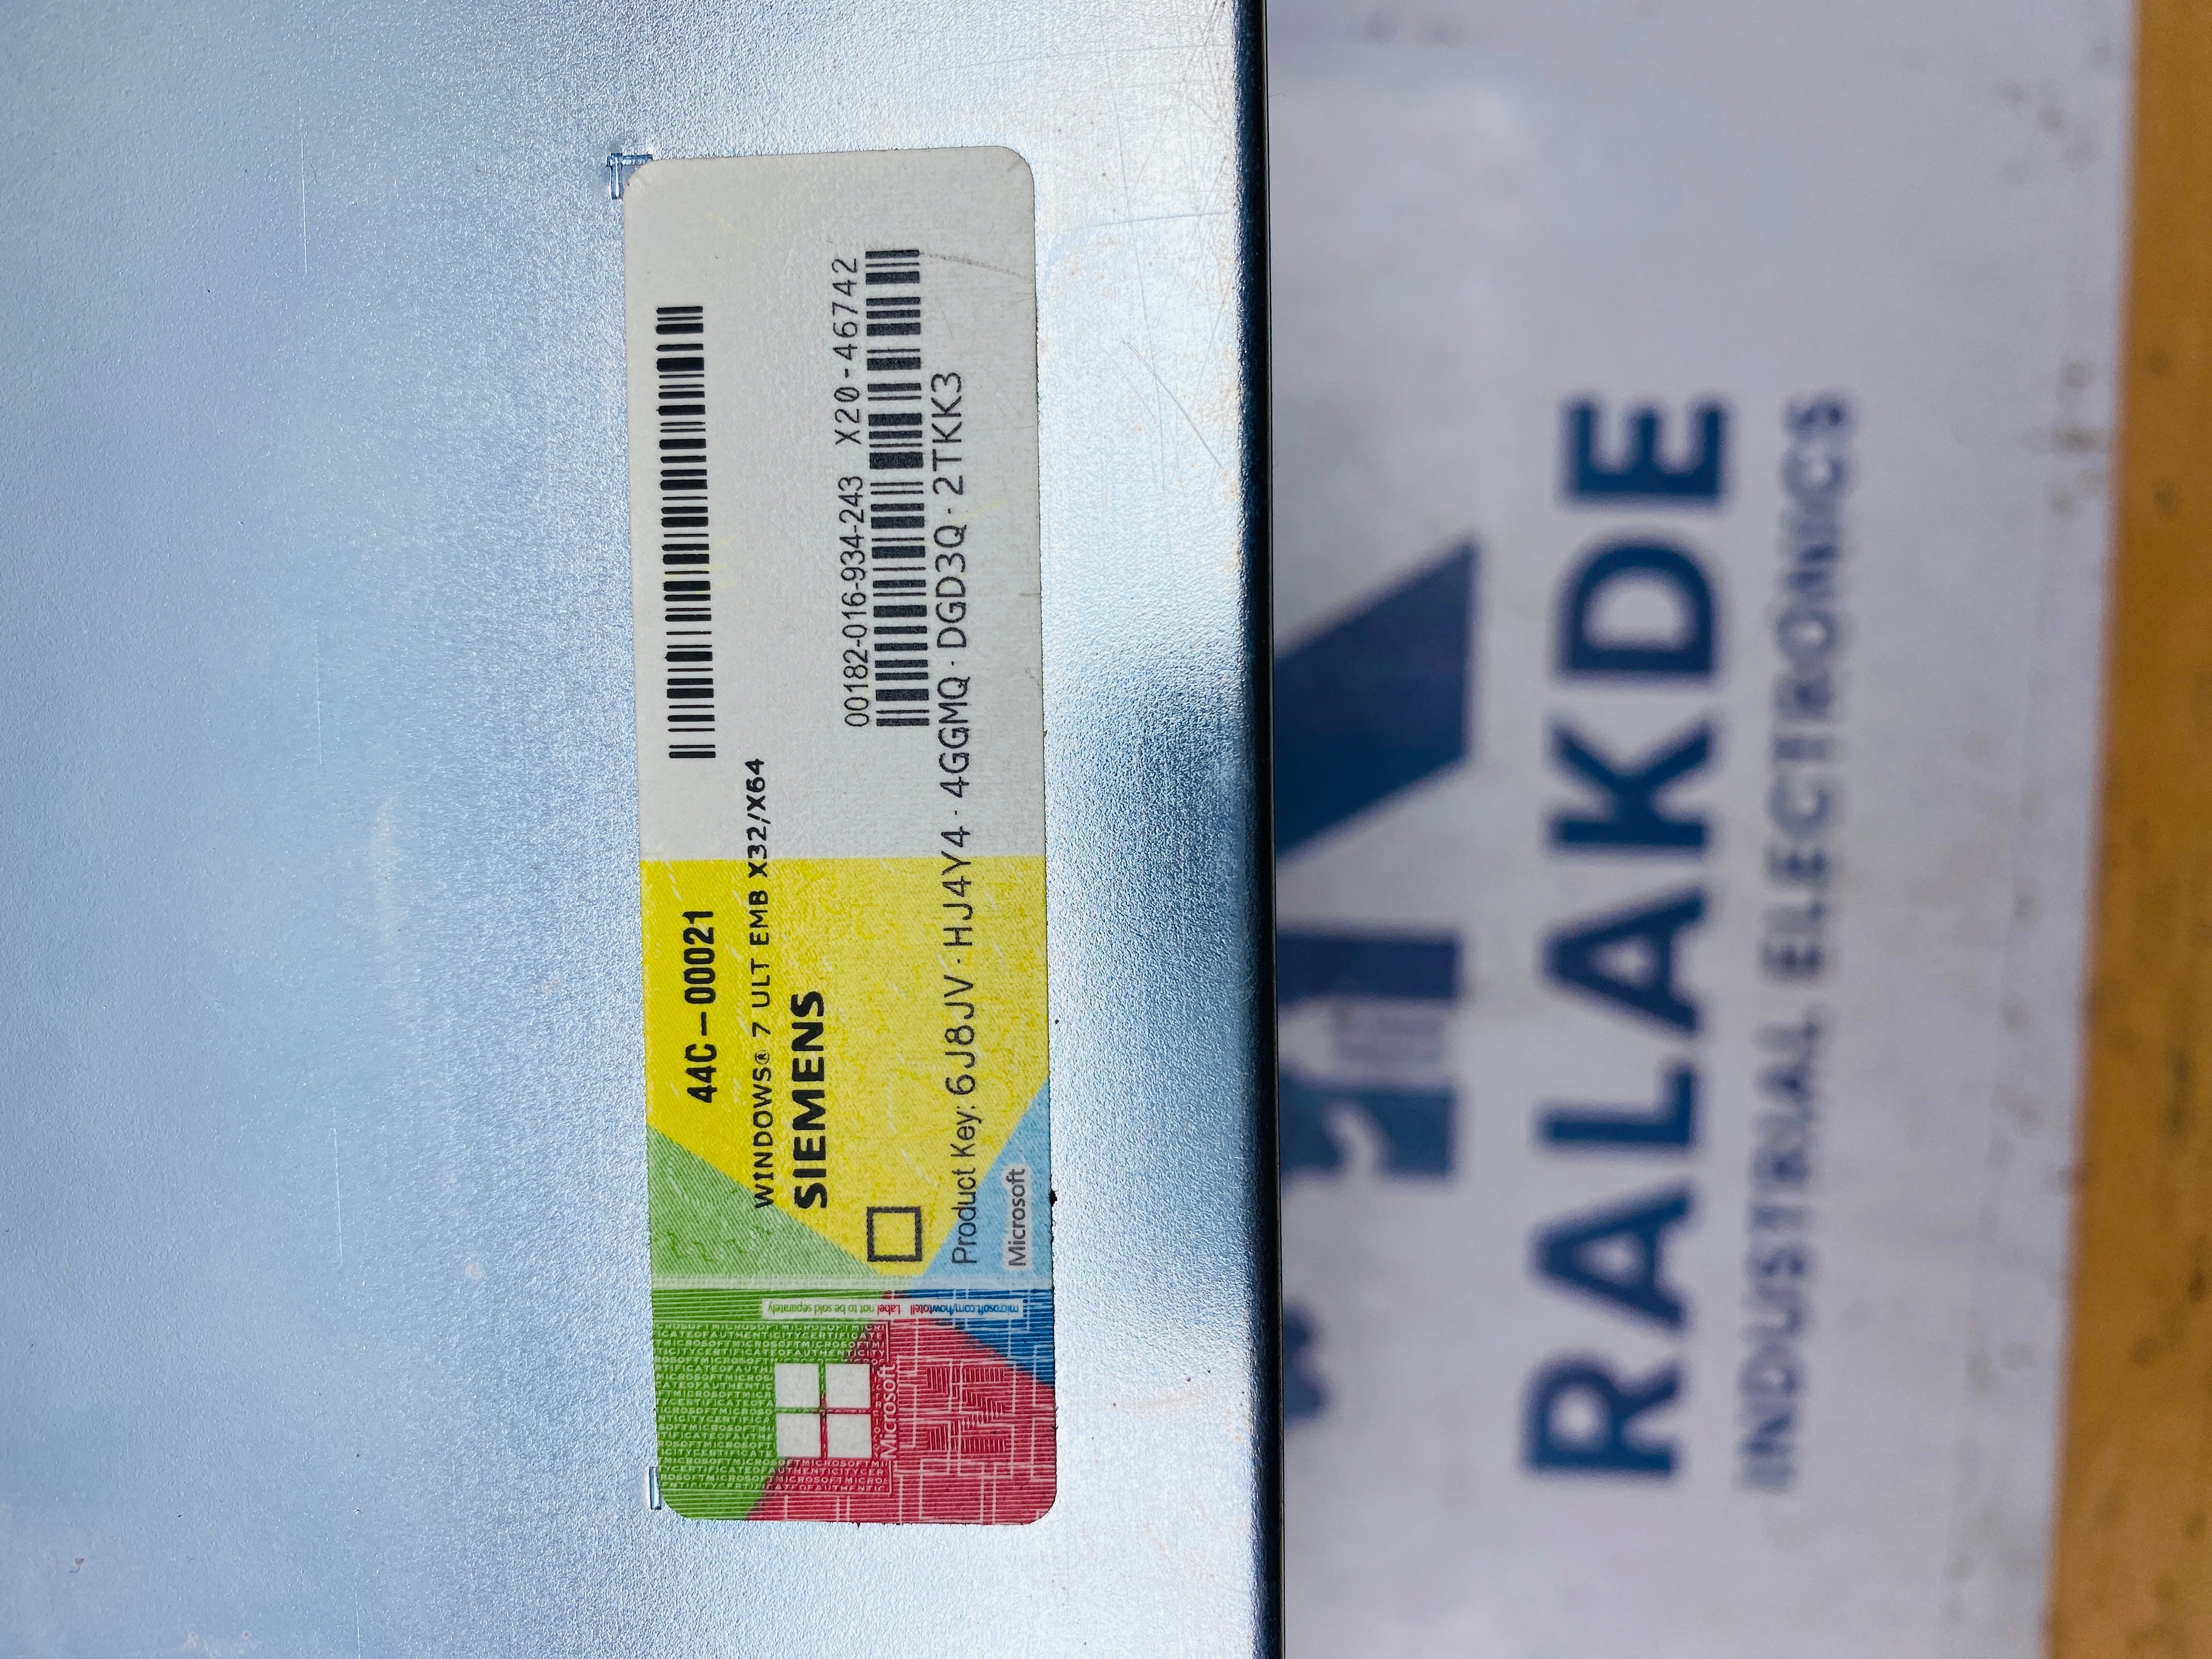 44C-00021
WINDOWS® 7 ULT EMB X32/X64
SIEMENS
00182-016-934-243 X20-46742
Product Key: 6J8JV-HJ4Y4-4GGMQ-DGD3Q-2TKK3
Microsoft
microsoft.com/howtotell Label not to be sold separately
Microsoft
RALAKDE
INDUSTRIAL ELECTRONICS